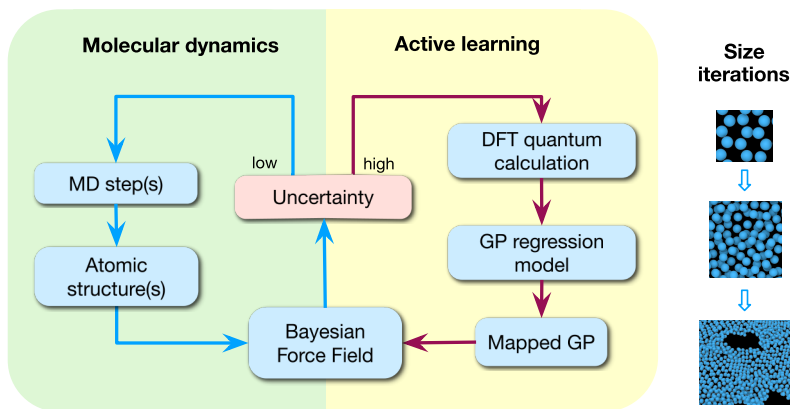 Molecular dynamics
Active learning
Size
iterations
low
high
DFT quantum
calculation
MD step(s)
Uncertainty
GP regression
model
Atomic
structure(s)
Bayesian
Force Field
Mapped GP